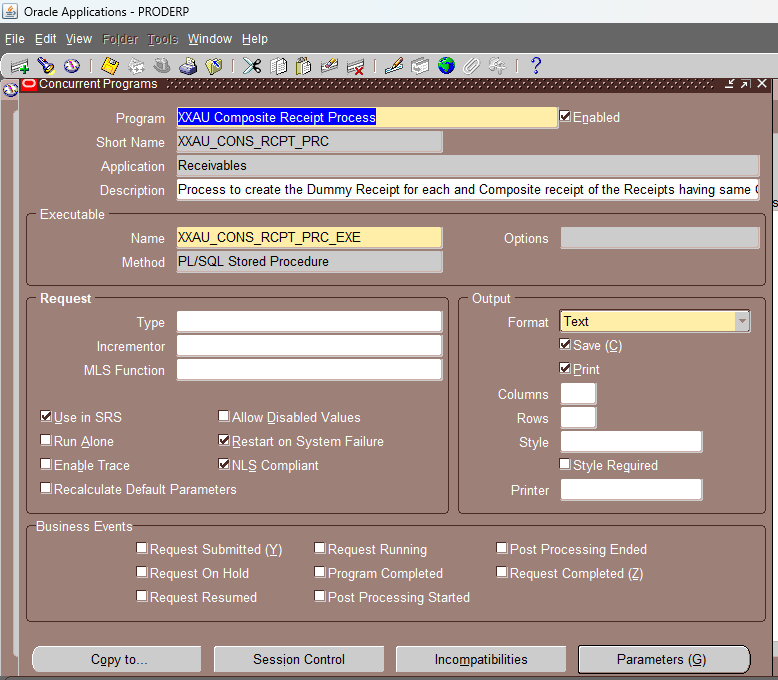 Oracle Applications - PRODERP
File Edit View Folder Tools Window Help
Concurrent Programs
Program XXAU Composite Receipt Process Enabled
Short Name XXAU_CONS_RCPT_PRC
Application Receivables
Description Process to create the Dummy Receipt for each and Composite receipt of the Receipts having same
Executable
Name XXAU_CONS_RCPT_PRC_EXE Options
Method PL/SQL Stored Procedure
Request Output
Type Format Text
Incrementor Save (C)
MLS Function Print
Columns
Use in SRS Allow Disabled Values Rows
Run Alone Restart on System Failure Style
Enable Trace NLS Compliant Style Required
Recalculate Default Parameters Printer
Business Events
Request Submitted (Y) Request Running Post Processing Ended
Request On Hold Program Completed Request Completed (Z)
Request Resumed Post Processing Started
Copy to... Session Control Incompatibilities Parameters (G)